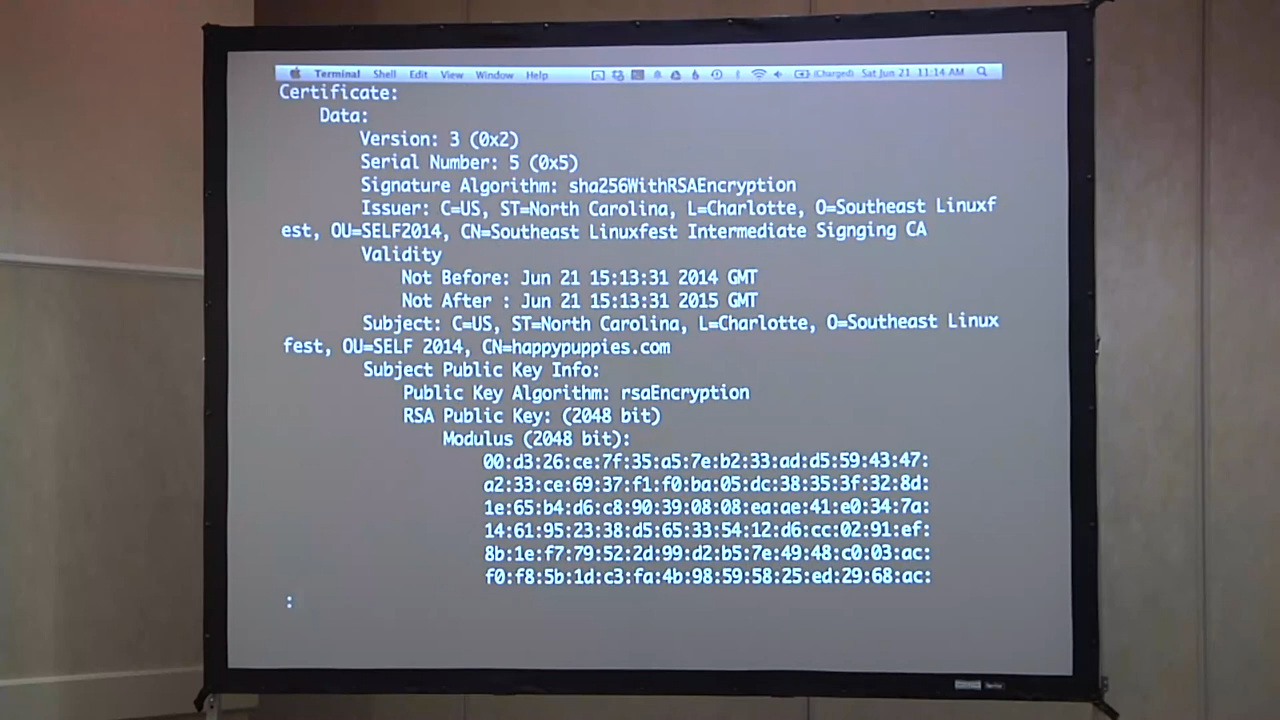 Terminal Shell Edit View Window Help (Charged) Sat Jun 21 11:14 AM
Certificate:
Data:
Version: 3 (0x2)
Serial Number: 5 (0x5)
Signature Algorithm: sha256WithRSAEncryption
Issuer: C=US, ST=North Carolina, L=Charlotte, O=Southeast Linuxf
est, OU=SELF2014, CN=Southeast Linuxfest Intermediate Signging CA
Validity
Not Before: Jun 21 15:13:31 2014 GMT
Not After : Jun 21 15:13:31 2015 GMT
Subject: C=US, ST=North Carolina, L=Charlotte, O=Southeast Linux
fest, OU=SELF 2014, CN=happypuppies.com
Subject Public Key Info:
Public Key Algorithm: rsaEncryption
RSA Public Key: (2048 bit)
Modulus (2048 bit):
00:d3:26:ce:7f:35:a5:7e:b2:33:ad:d5:59:43:47:
a2:33:ce:69:37:f1:f0:ba:05:dc:38:35:3f:32:8d:
1e:65:b4:d6:c8:90:39:08:08:ea:ae:41:e0:34:7a:
14:61:95:23:38:d5:65:33:54:12:d6:cc:02:91:ef:
8b:1e:f7:79:52:2d:99:d2:b5:7e:49:48:c0:03:ac:
f0:f8:5b:1d:c3:fa:4b:98:59:58:25:ed:29:68:ac:
: